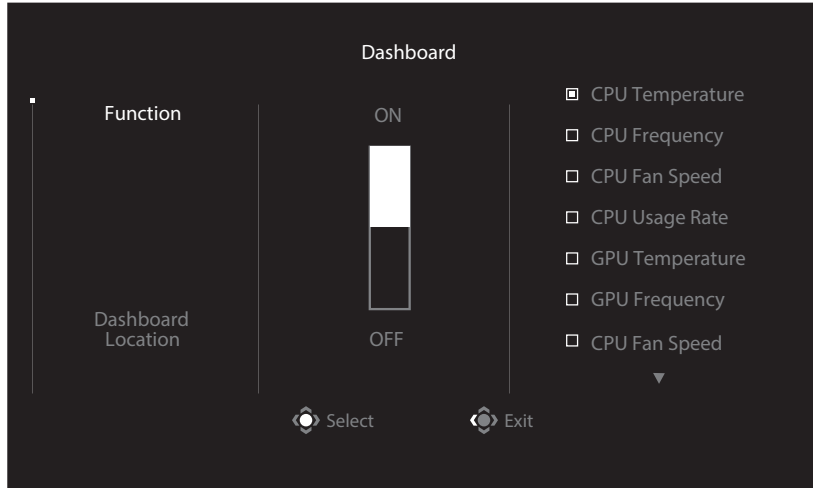 Dashboard
Function
Dashboard
Location
ON
OFF
CPU Temperature
CPU Frequency
CPU Fan Speed
CPU Usage Rate
GPU Temperature
GPU Frequency
CPU Fan Speed
Select
Exit